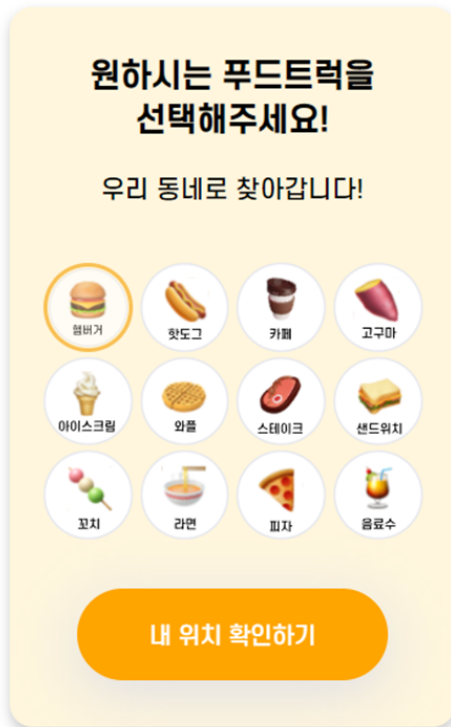 원하시는 푸드트럭을
선택해주세요!
우리 동네로 찾아갑니다!
햄버거 핫도그 카페 고구마
아이스크림 와플 스테이크 샌드위치
꼬치 라면 피자 음료수
내 위치 확인하기